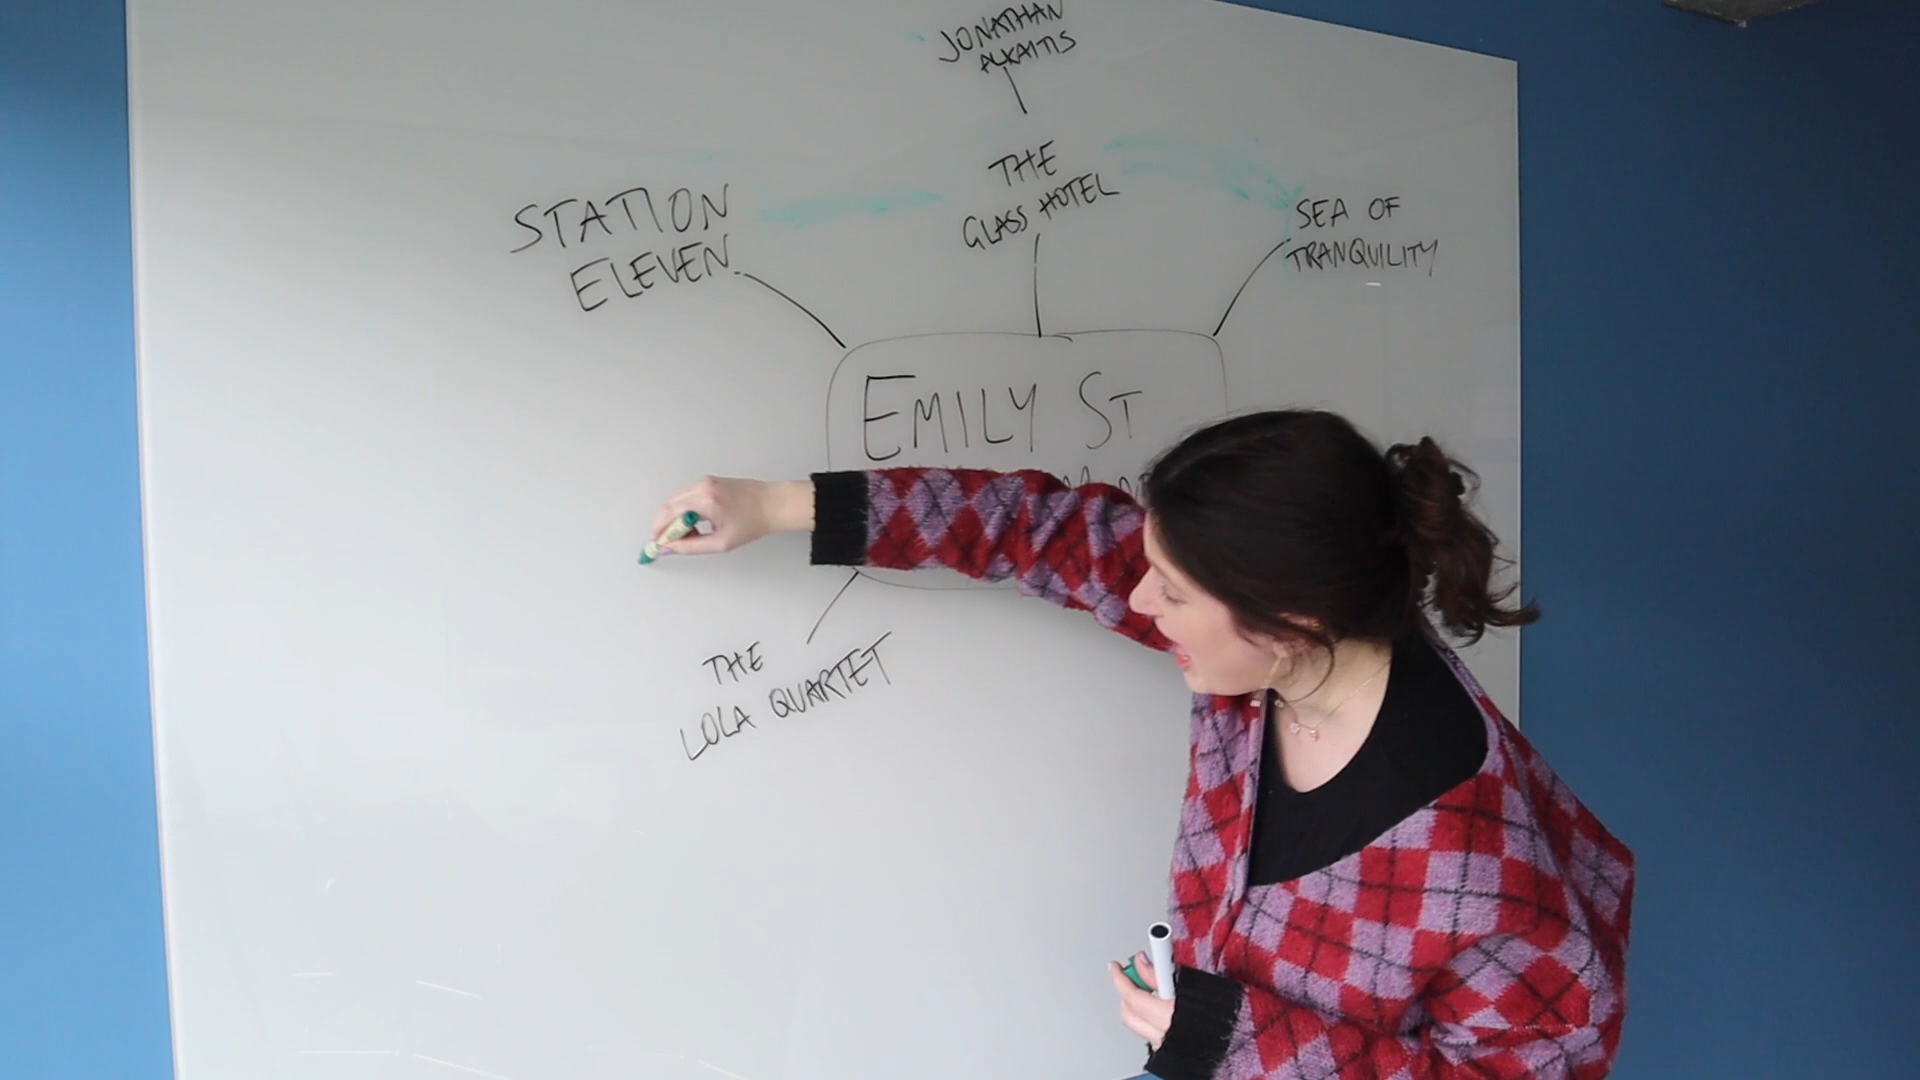 JONATHAN
ALKAITIS
THE
GLASS HOTEL
STATION
ELEVEN
SEA OF
TRANQUILITY
EMILY ST
THE
LOLA QUARTET